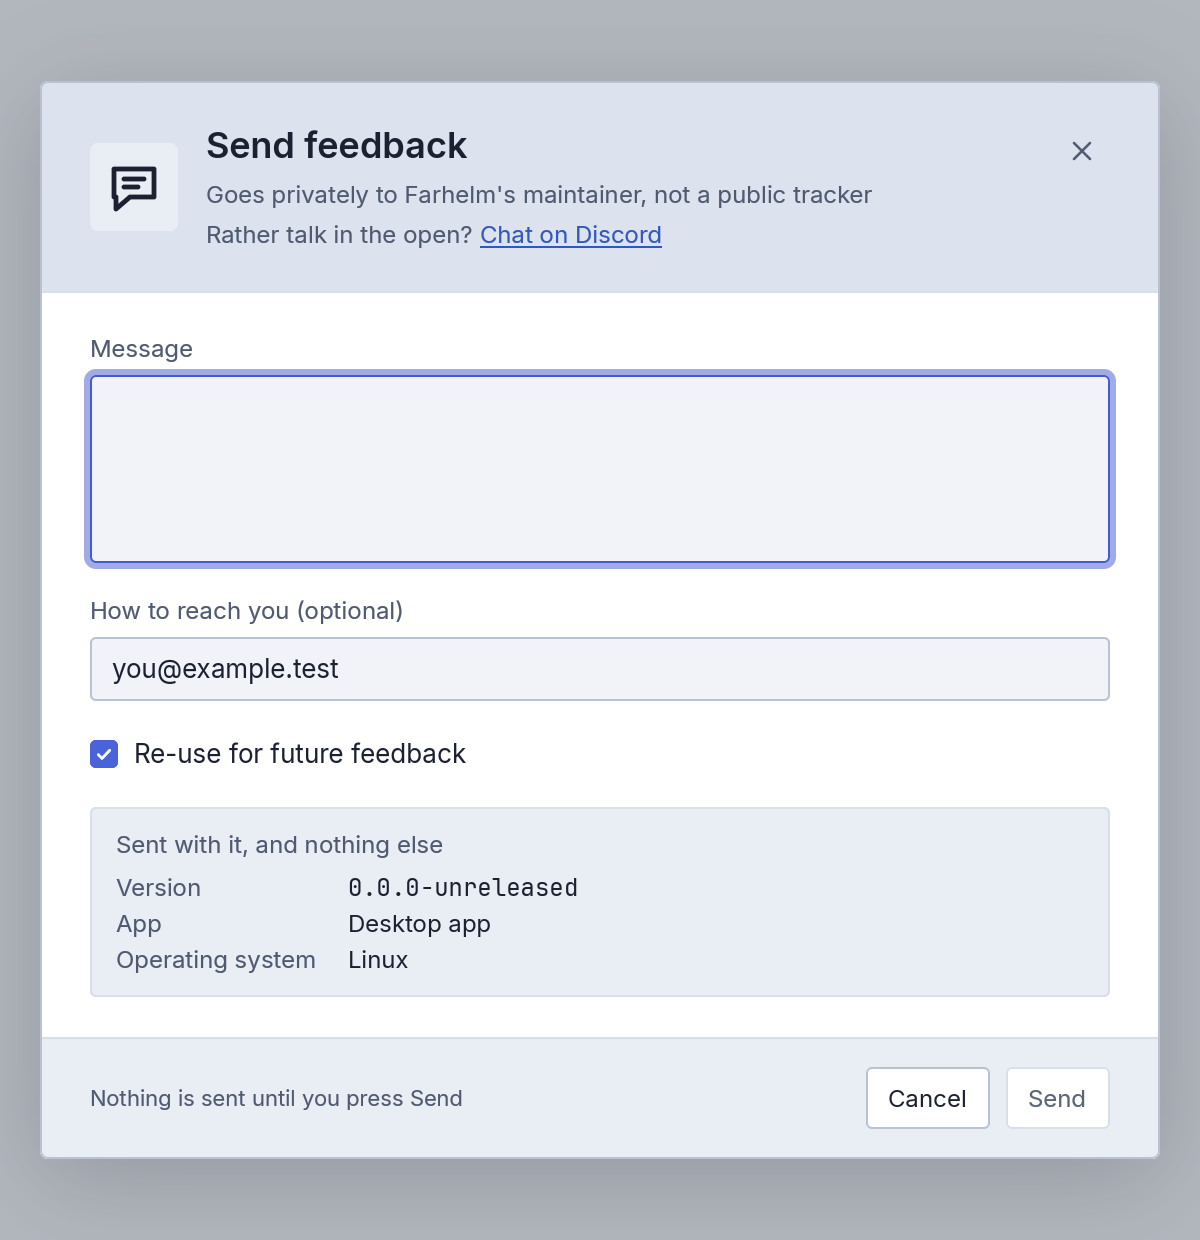 Send feedback
Goes privately to Farhelm's maintainer, not a public tracker
Rather talk in the open? Chat on Discord
Message
How to reach you (optional)
you@example.test
Re-use for future feedback
Sent with it, and nothing else
Version 0.0.0-unreleased
App Desktop app
Operating system Linux
Nothing is sent until you press Send
Cancel Send